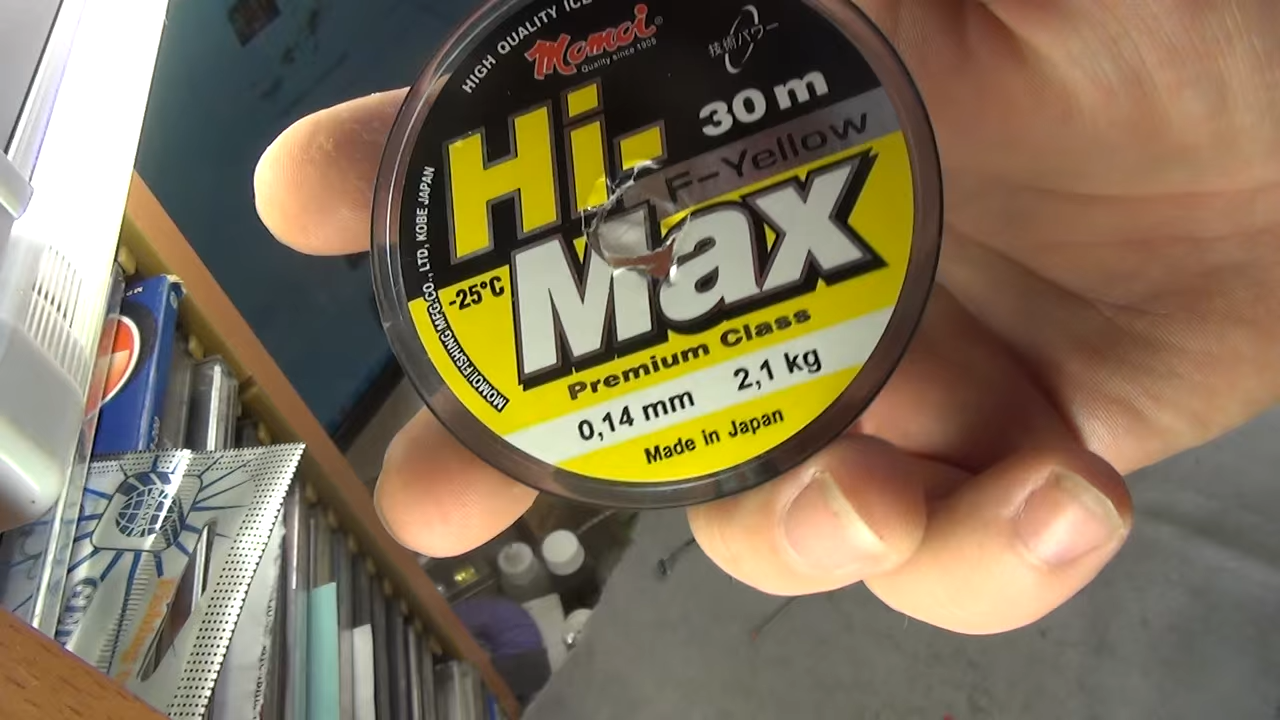 HIGH QUALITY ICE
Momoi®
Quality since 1905
技術パワー
30 m
Hi-
F-Yellow
Max
-25°C
Premium Class
0,14 mm 2,1 kg
Made in Japan
MOMOI FISHING MFG.CO., LTD, KOBE JAPAN